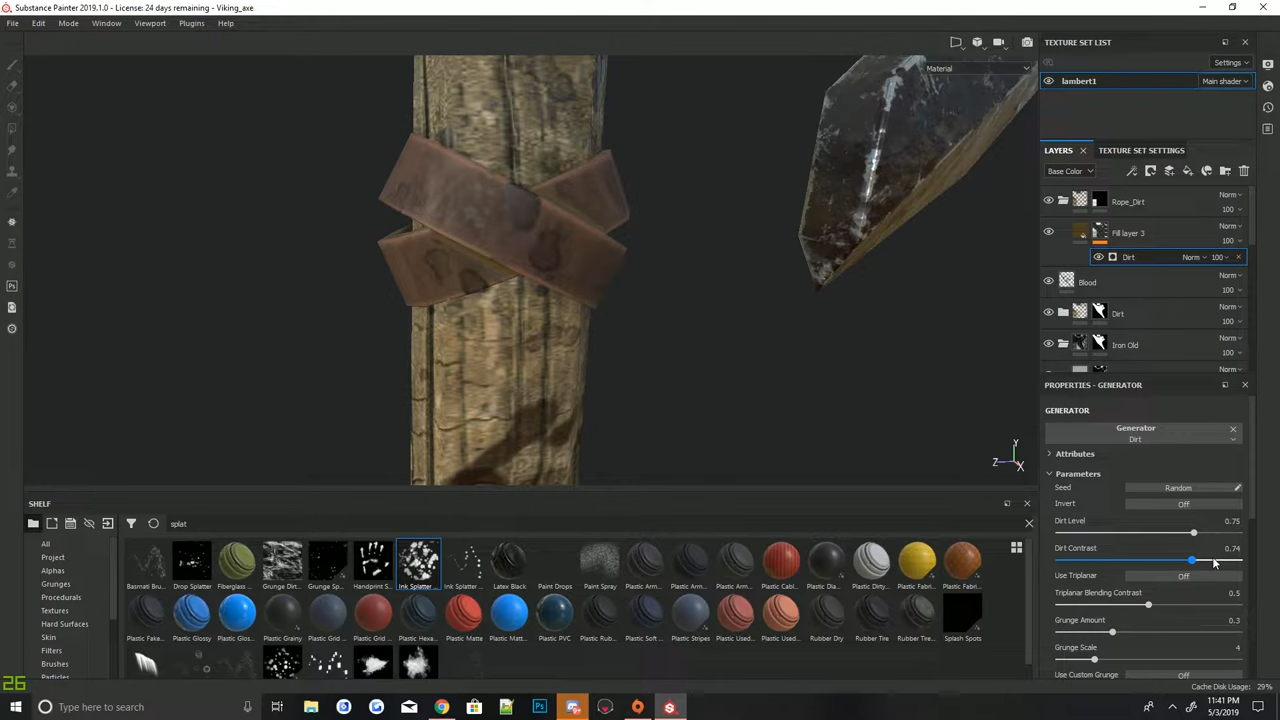 Substance Painter 2019.1.0 - License: 24 days remaining - Viking_axe
File Edit Mode Window Viewport Plugins Help
Material
TEXTURE SET LIST
Settings
lambert1 Main shader
LAYERS TEXTURE SET SETTINGS
Base Color
Rope_Dirt Norm 100
Fill layer 3 Norm 100
Dirt Norm 100
Blood Norm 100
Dirt Norm 100
Iron Old Norm 100
Norm
PROPERTIES - GENERATOR
GENERATOR
Generator
Dirt
Attributes
Parameters
Seed Random
Invert Off
Dirt Level 0.75
Dirt Contrast 0.74
Use Triplanar Off
Triplanar Blending Contrast 0.5
Grunge Amount 0.3
Grunge Scale 4
Use Custom Grunge Off
Y
Z X
SHELF
splat
All
Project
Alphas
Grunges
Procedurals
Textures
Hard Surfaces
Skin
Filters
Brushes
Particles
Basmati Bru... Drop Splatter Fiberglass ... Grunge Dirt... Grunge Sp... Handprint S... Ink Splatter ... Ink Splatter ... Latex Black Paint Drops Paint Spray Plastic Arm... Plastic Arm... Plastic Arm... Plastic Cabl... Plastic Dia... Plastic Dirty... Plastic Fabri... Plastic Fabri...
Plastic Fake... Plastic Glossy Plastic Glos... Plastic Grainy Plastic Grid ... Plastic Grid ... Plastic Hexa... Plastic Matte Plastic Matt... Plastic PVC Plastic Rub... Plastic Soft ... Plastic Stripes Plastic Used... Plastic Used... Rubber Dry Rubber Tire Rubber Tire... Splash Spots
26
Cache Disk Usage: 29%
Type here to search
Ps
11:41 PM
5/3/2019